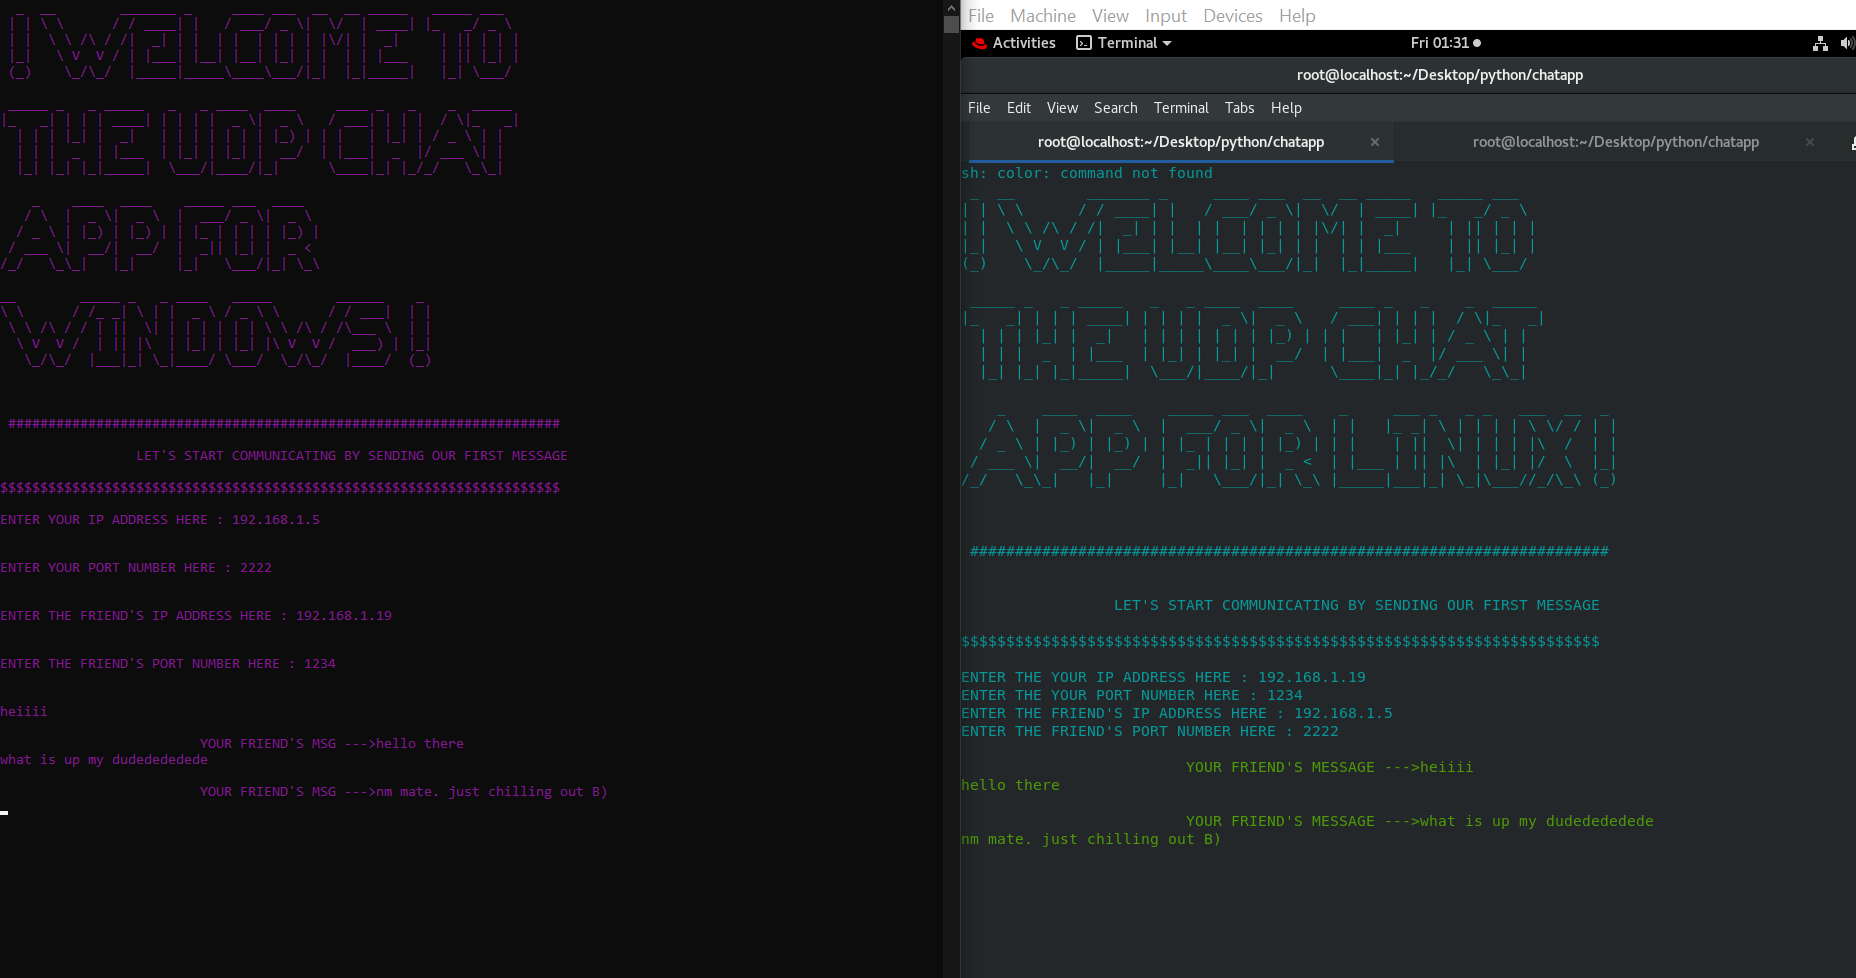 ! WELCOME TO
THE UDP CHAT
APP FOR
WINDOWS !
#####################################################################
LET'S START COMMUNICATING BY SENDING OUR FIRST MESSAGE
$$$$$$$$$$$$$$$$$$$$$$$$$$$$$$$$$$$$$$$$$$$$$$$$$$$$$$$$$$$$$$$$$$$$$$
ENTER YOUR IP ADDRESS HERE : 192.168.1.5
ENTER YOUR PORT NUMBER HERE : 2222
ENTER THE FRIEND'S IP ADDRESS HERE : 192.168.1.19
ENTER THE FRIEND'S PORT NUMBER HERE : 1234
heiiii
YOUR FRIEND'S MSG --->hello there
what is up my dudedededede
YOUR FRIEND'S MSG --->nm mate. just chilling out B)
File Machine View Input Devices Help
Activities Terminal Fri 01:31
root@localhost:~/Desktop/python/chatapp
File Edit View Search Terminal Tabs Help
root@localhost:~/Desktop/python/chatapp × root@localhost:~/Desktop/python/chatapp ×
sh: color: command not found
! WELCOME TO
THE UDP CHAT
APP FOR LINUX !
#######################################################################
LET'S START COMMUNICATING BY SENDING OUR FIRST MESSAGE
$$$$$$$$$$$$$$$$$$$$$$$$$$$$$$$$$$$$$$$$$$$$$$$$$$$$$$$$$$$$$$$$$$$$$$$
ENTER THE YOUR IP ADDRESS HERE : 192.168.1.19
ENTER THE YOUR PORT NUMBER HERE : 1234
ENTER THE FRIEND'S IP ADDRESS HERE : 192.168.1.5
ENTER THE FRIEND'S PORT NUMBER HERE : 2222
YOUR FRIEND'S MESSAGE --->heiiii
hello there
YOUR FRIEND'S MESSAGE --->what is up my dudedededede
nm mate. just chilling out B)